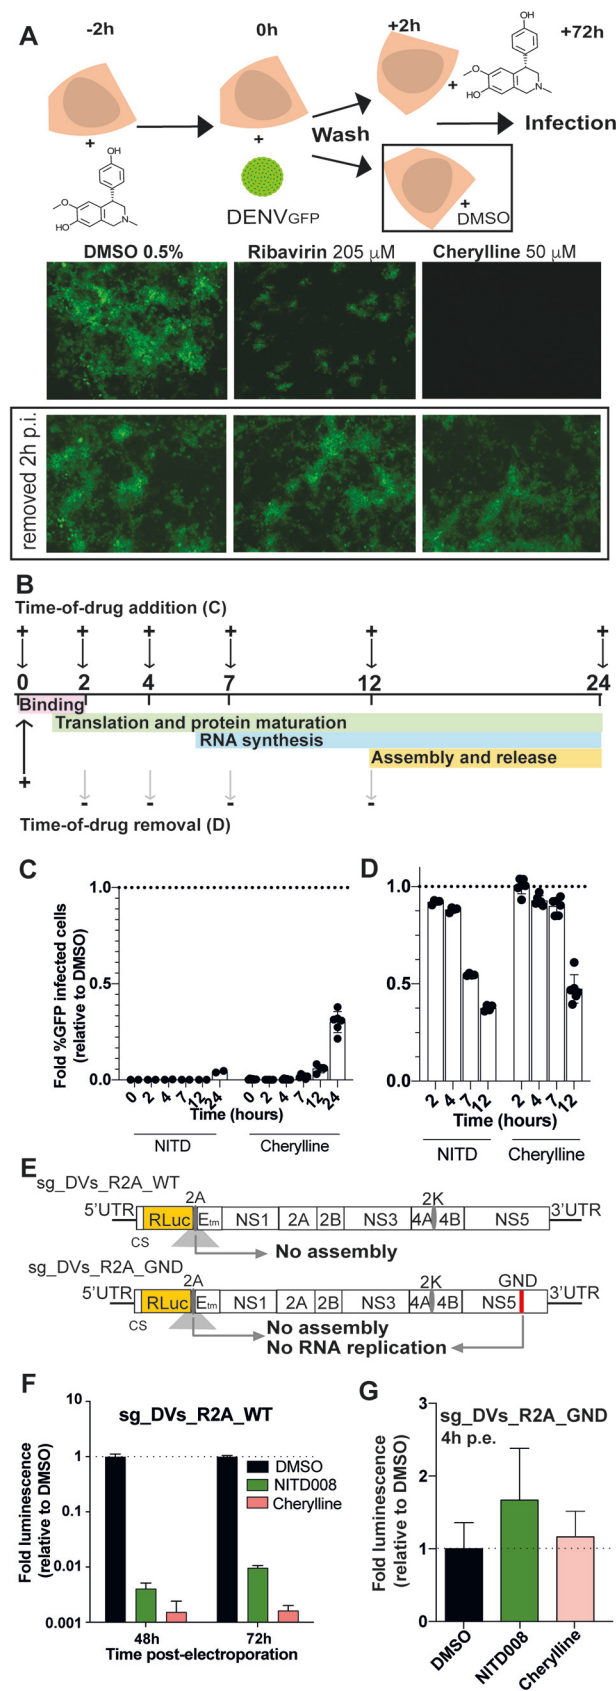 A
-2h
0h
+2h
+72h
OH
O
HO
N
+
+
+
Wash
Infection
+
DMSO
OH
O
HO
N
DENVGFP
DMSO 0.5%
Ribavirin 205 µM
Cherylline 50 µM
removed 2h p.i.
B
Time-of-drug addition (C)
+ + + + + +
0 2 4 7 12 24
Binding
Translation and protein maturation
RNA synthesis
Assembly and release
+
- - - -
Time-of-drug removal (D)
C
Fold %GFP infected cells
(relative to DMSO)
1.0
0.5
0.0
0 2 4 7 12 24 0 2 4 7 12 24
Time (hours)
NITD
Cherylline
D
1.0
0.5
0.0
2 4 7 12 2 4 7 12
Time (hours)
NITD
Cherylline
E
sg_DVs_R2A_WT
5'UTR
2A
2K
3'UTR
RLuc Etm NS1 2A 2B NS3 4A 4B NS5
CS
No assembly
sg_DVs_R2A_GND
5'UTR
2A
2K
GND
3'UTR
RLuc Etm NS1 2A 2B NS3 4A 4B NS5
CS
No assembly
No RNA replication
F
sg_DVs_R2A_WT
Fold luminescence
(relative to DMSO)
10
1
0.1
0.01
0.001
DMSO
NITD008
Cherylline
48h
72h
Time post-electroporation
G
sg_DVs_R2A_GND
4h p.e.
Fold luminescence
(relative to DMSO)
3
2
1
0
DMSO
NITD008
Cherylline